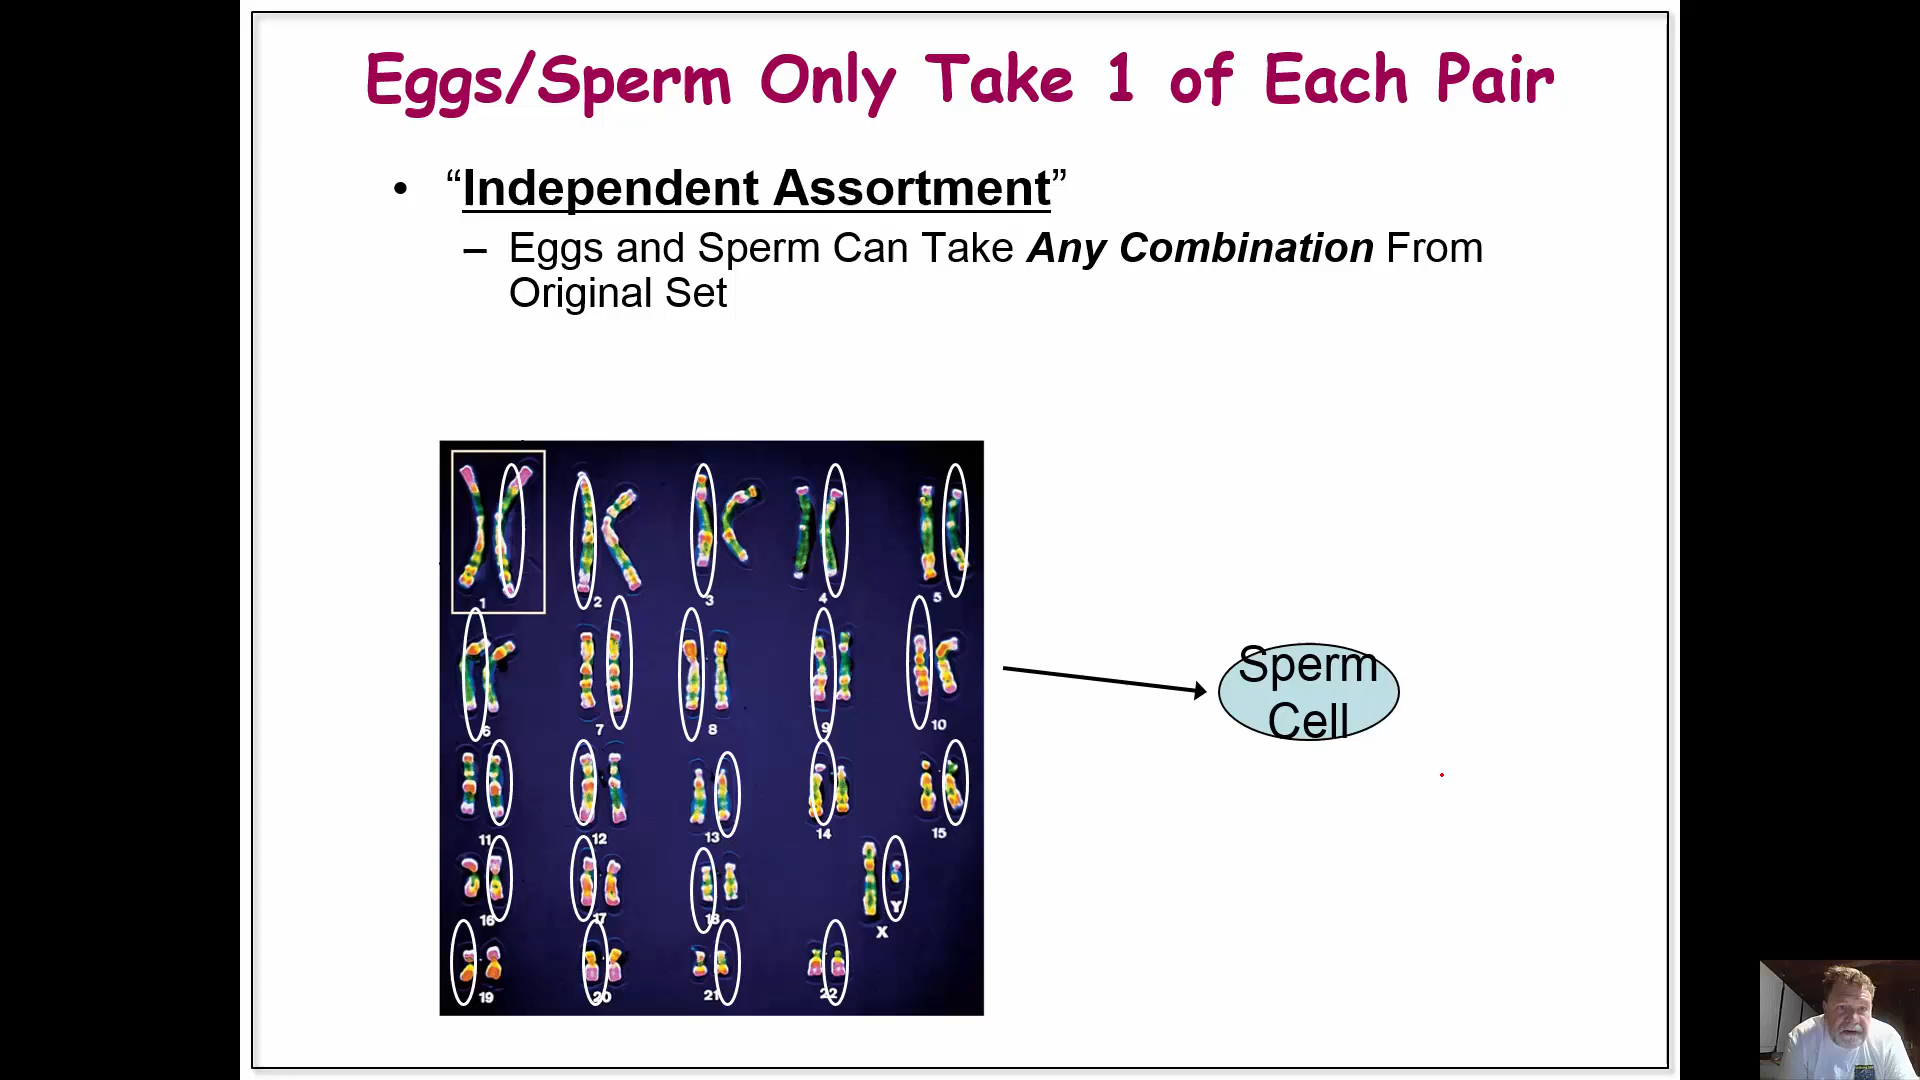 Eggs/Sperm Only Take 1 of Each Pair
• “Independent Assortment”
– Eggs and Sperm Can Take Any Combination From
Original Set
1 2 3 4 5
6 7 8 9 10
11 12 13 14 15
16 17 18 X Y
19 20 21 22
Sperm
Cell